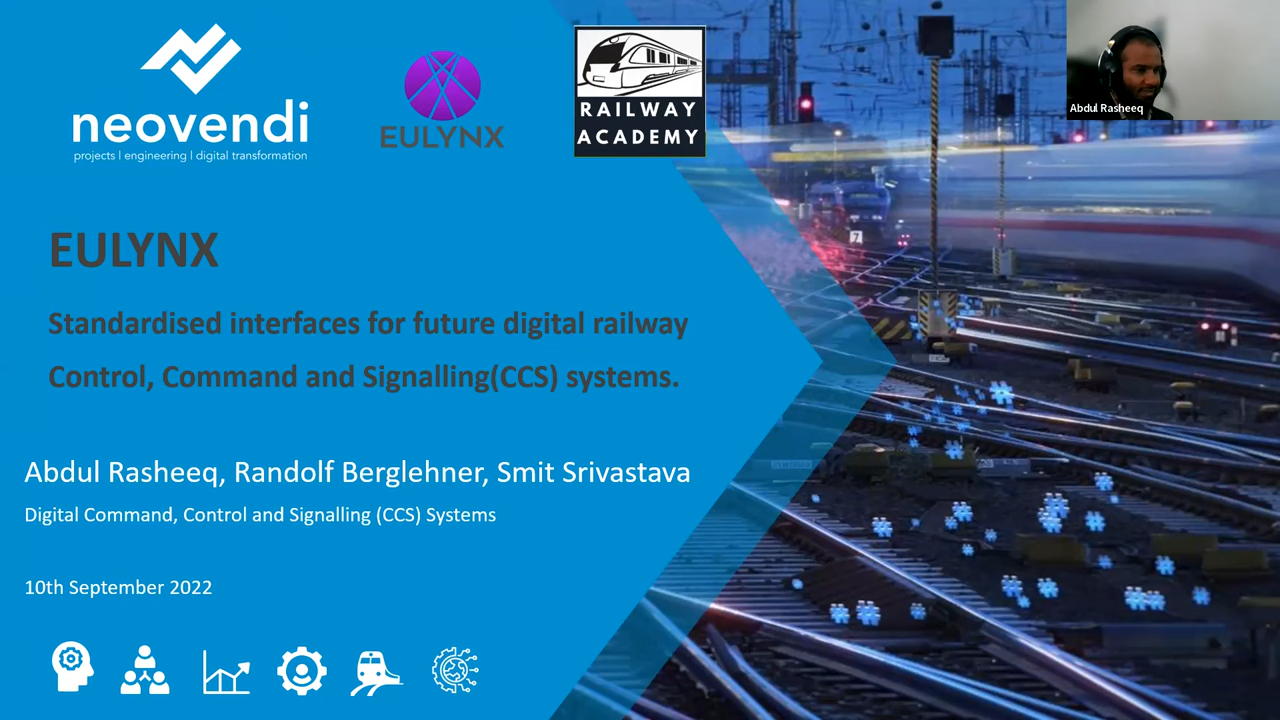 neovendi
projects | engineering | digital transformation
EULYNX
RAILWAY
ACADEMY
Abdul Rasheeq
7
EULYNX
Standardised interfaces for future digital railway
Control, Command and Signalling(CCS) systems.
Abdul Rasheeq, Randolf Berglehner, Smit Srivastava
Digital Command, Control and Signalling (CCS) Systems
10th September 2022